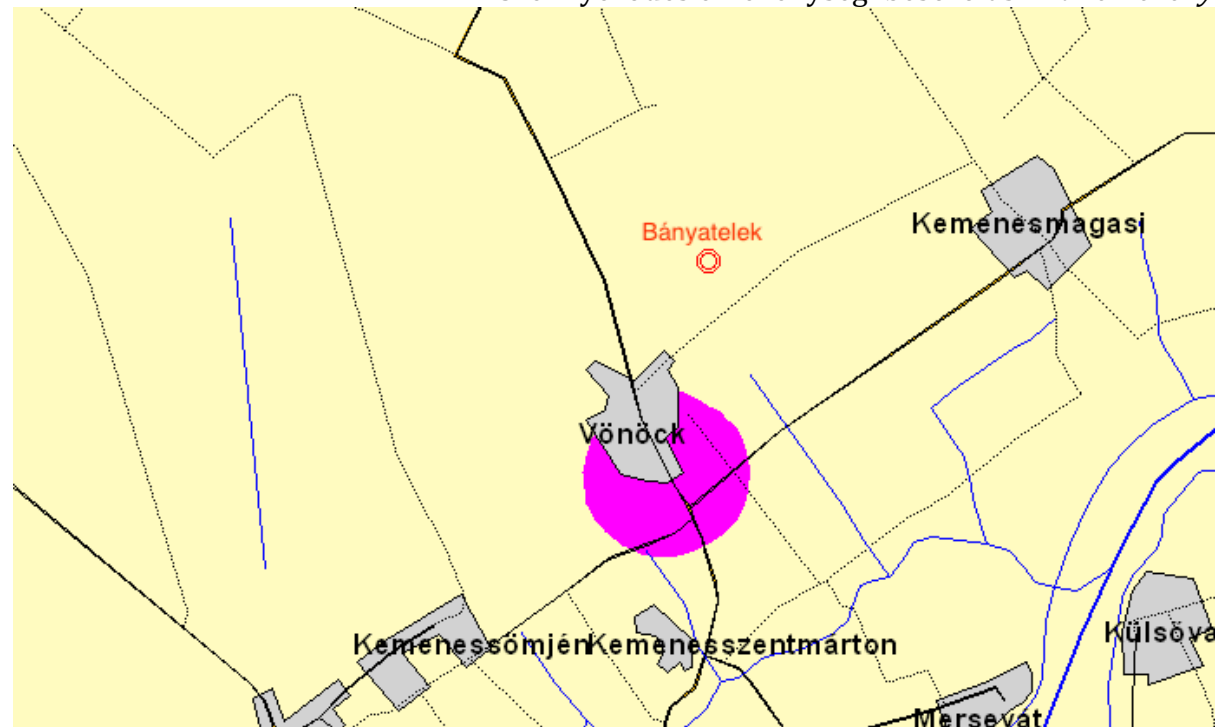 Kemenesmagasi
Bányatelek
Vönöck
Kemenessömjén
Kemenesszentmárton
Külsőva
Mersevát